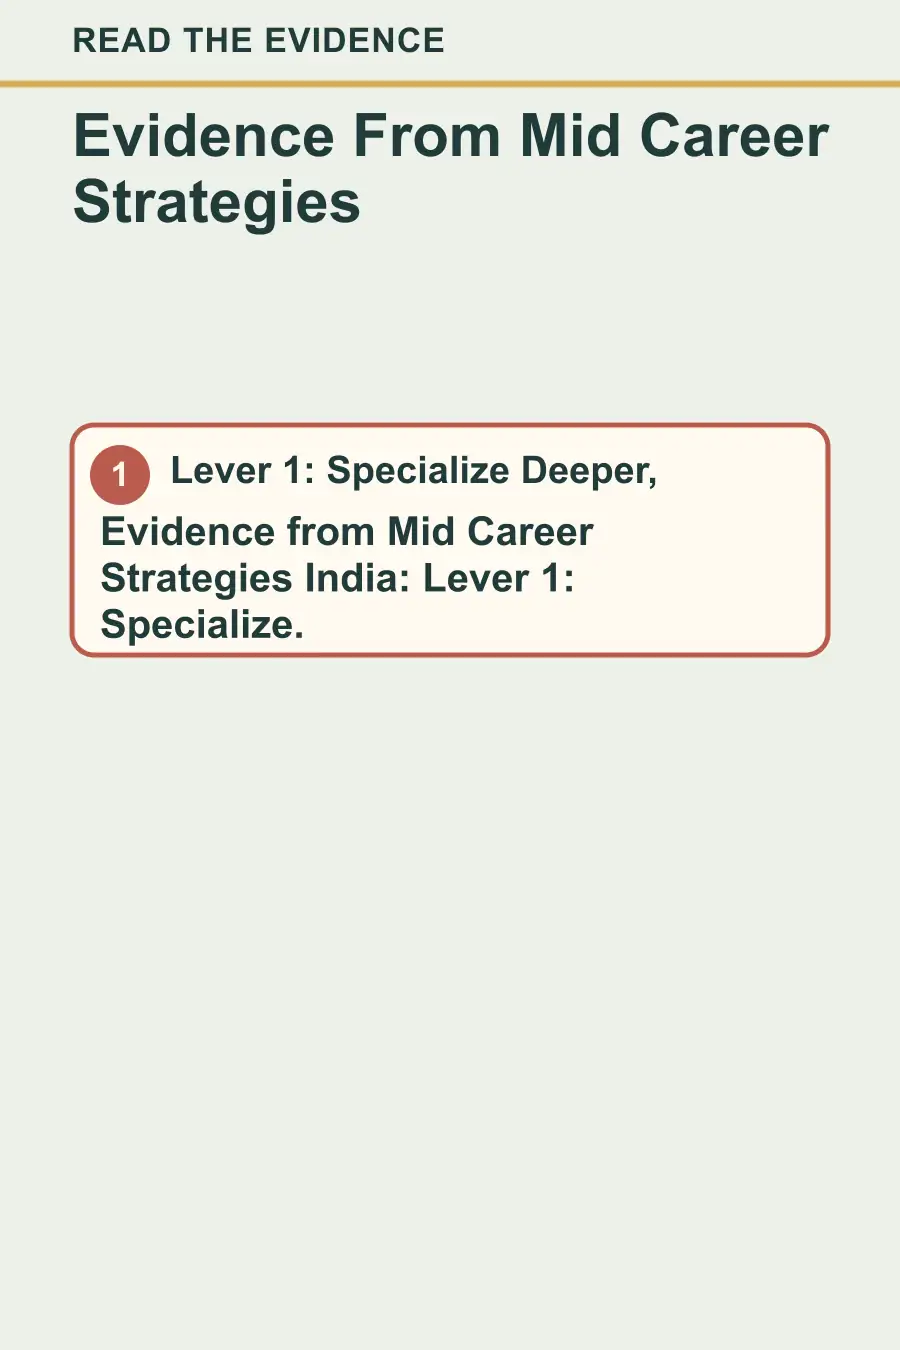 READ THE EVIDENCE
Evidence From Mid Career
Strategies
1 Lever 1: Specialize Deeper,
Evidence from Mid Career
Strategies India: Lever 1:
Specialize.